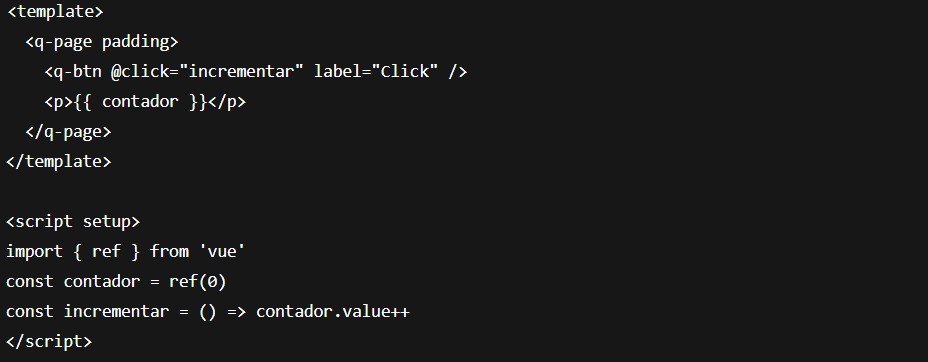 <template>
  <q-page padding>
    <q-btn @click="incrementar" label="Click" />
    <p>{{ contador }}</p>
  </q-page>
</template>

<script setup>
import { ref } from 'vue'
const contador = ref(0)
const incrementar = () => contador.value++
</script>